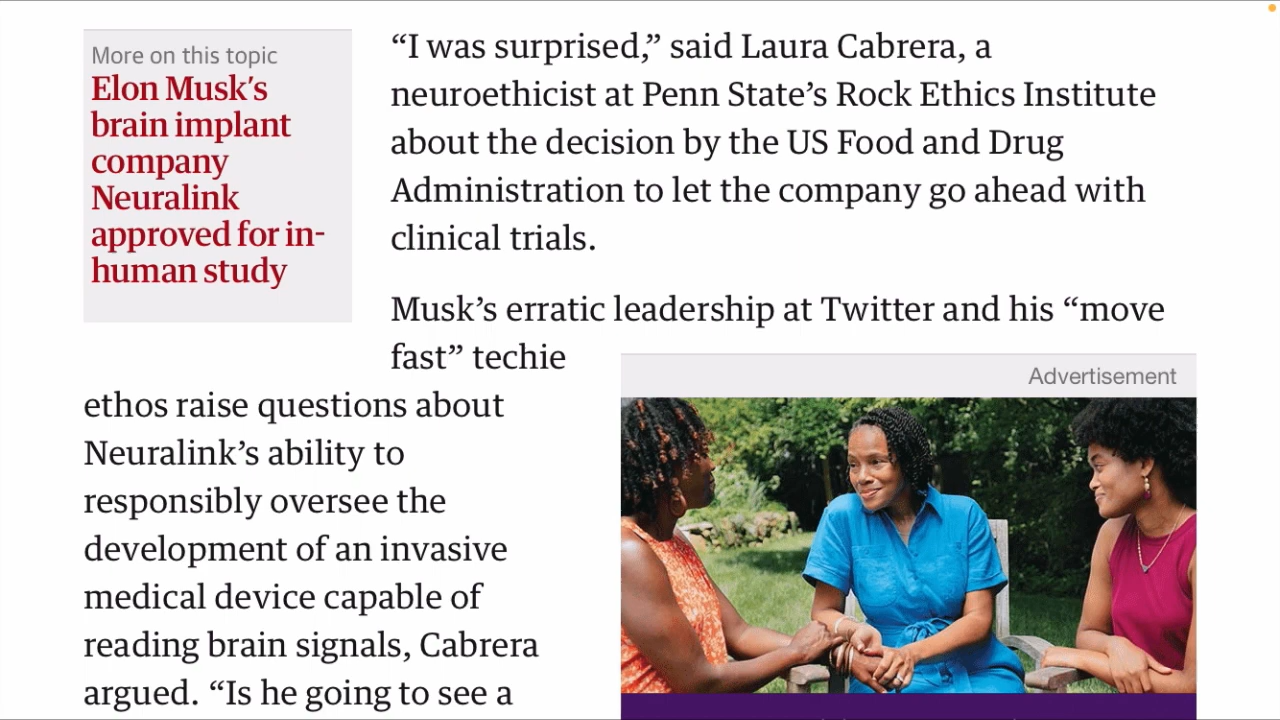 More on this topic
Elon Musk’s
brain implant
company
Neuralink
approved for in-
human study
“I was surprised,” said Laura Cabrera, a
neuroethicist at Penn State’s Rock Ethics Institute
about the decision by the US Food and Drug
Administration to let the company go ahead with
clinical trials.
Musk’s erratic leadership at Twitter and his “move
fast” techie
ethos raise questions about
Neuralink’s ability to
responsibly oversee the
development of an invasive
medical device capable of
reading brain signals, Cabrera
argued. “Is he going to see a
Advertisement